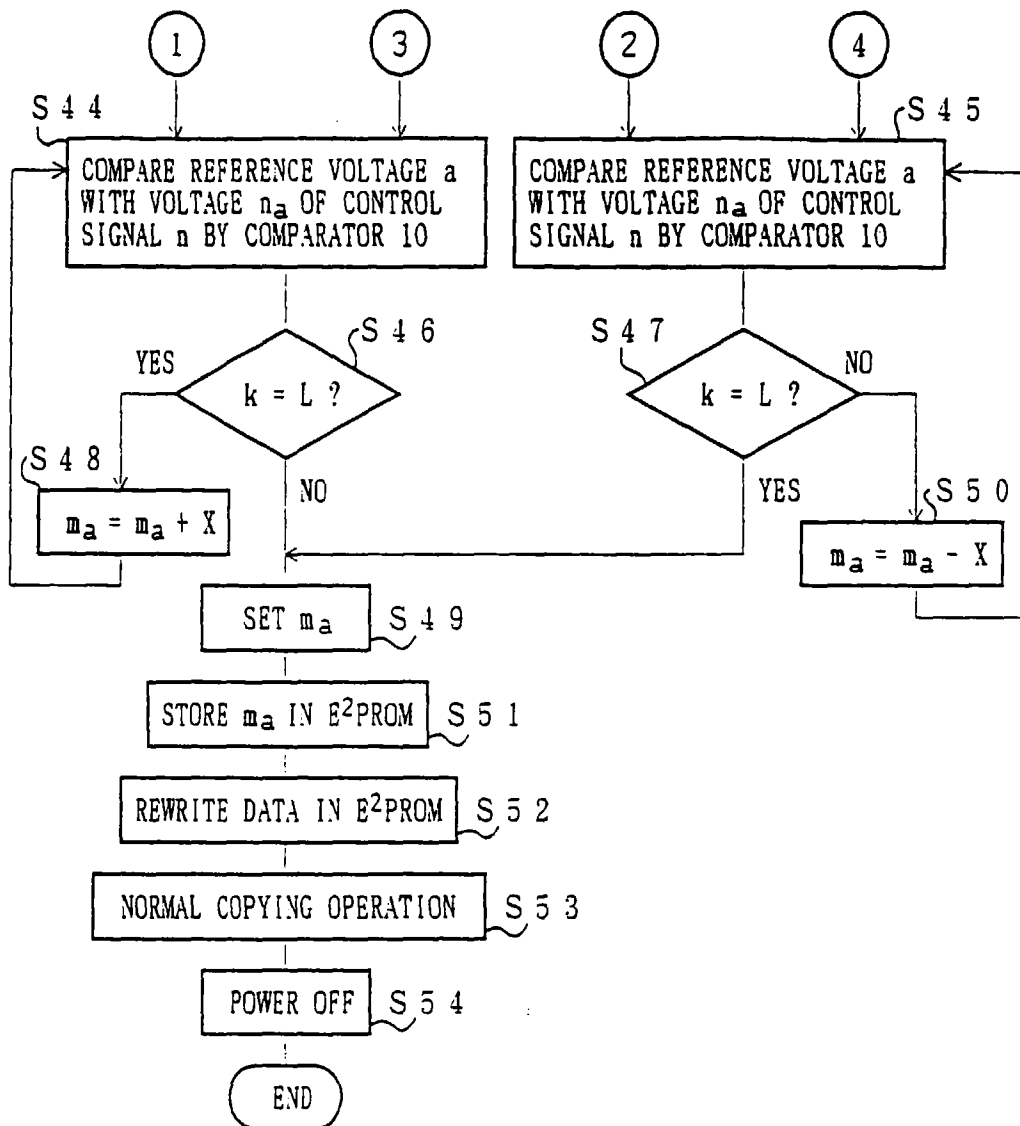 1
3
2
4
S44
S45
COMPARE REFERENCE VOLTAGE a
WITH VOLTAGE na OF CONTROL
SIGNAL n BY COMPARATOR 10
COMPARE REFERENCE VOLTAGE a
WITH VOLTAGE na OF CONTROL
SIGNAL n BY COMPARATOR 10
S46
YES
k = L ?
NO
S47
NO
k = L ?
YES
S48
ma = ma + X
S50
ma = ma - X
SET ma
S49
STORE ma IN E²PROM
S51
REWRITE DATA IN E²PROM
S52
NORMAL COPYING OPERATION
S53
POWER OFF
S54
END